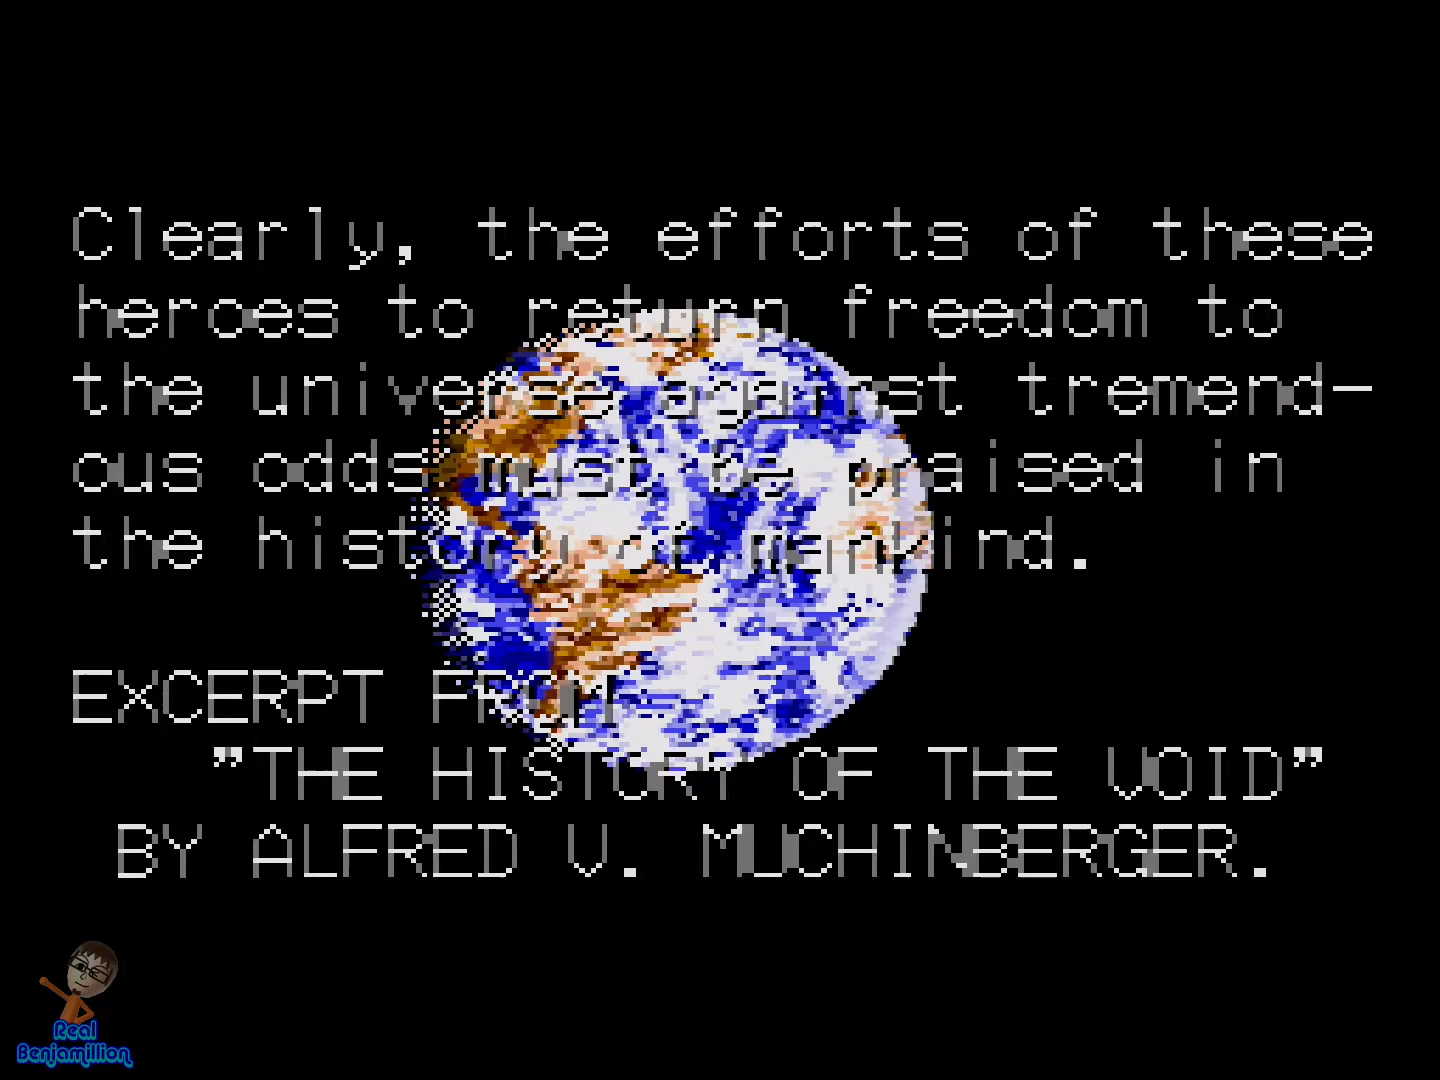 Clearly, the efforts of these
heroes to return freedom to
the universe against tremend-
ous odds must be praised in
the history of mankind.
EXCERPT FROM
"THE HISTORY OF THE VOID"
BY ALFRED V. MUCHINBERGER.
Real
Benjamillion